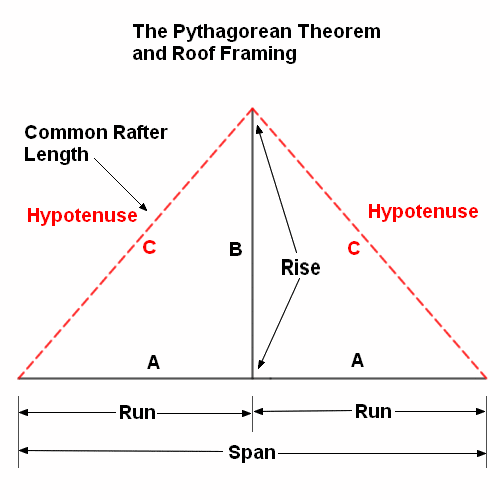 The Pythagorean Theorem
and Roof Framing
Common Rafter
Length
Hypotenuse
Hypotenuse
C
B
C
Rise
A
A
Run
Run
Span